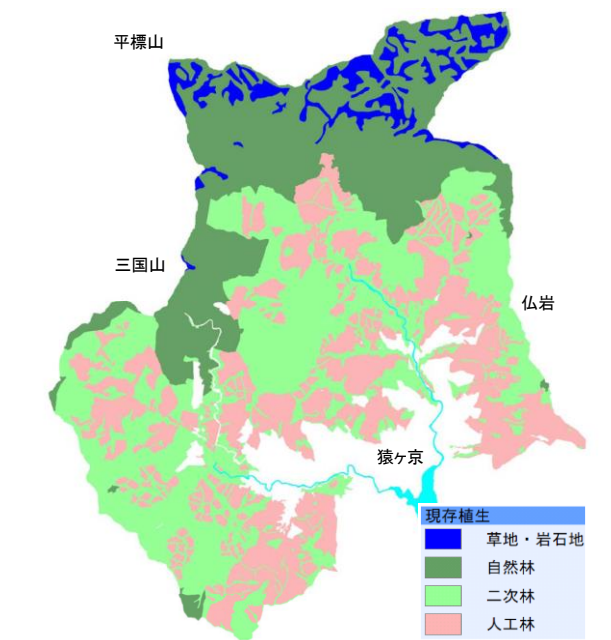 平標山
三国山
仏岩
猿ヶ京
現存植生
草地・岩石地
自然林
二次林
人工林